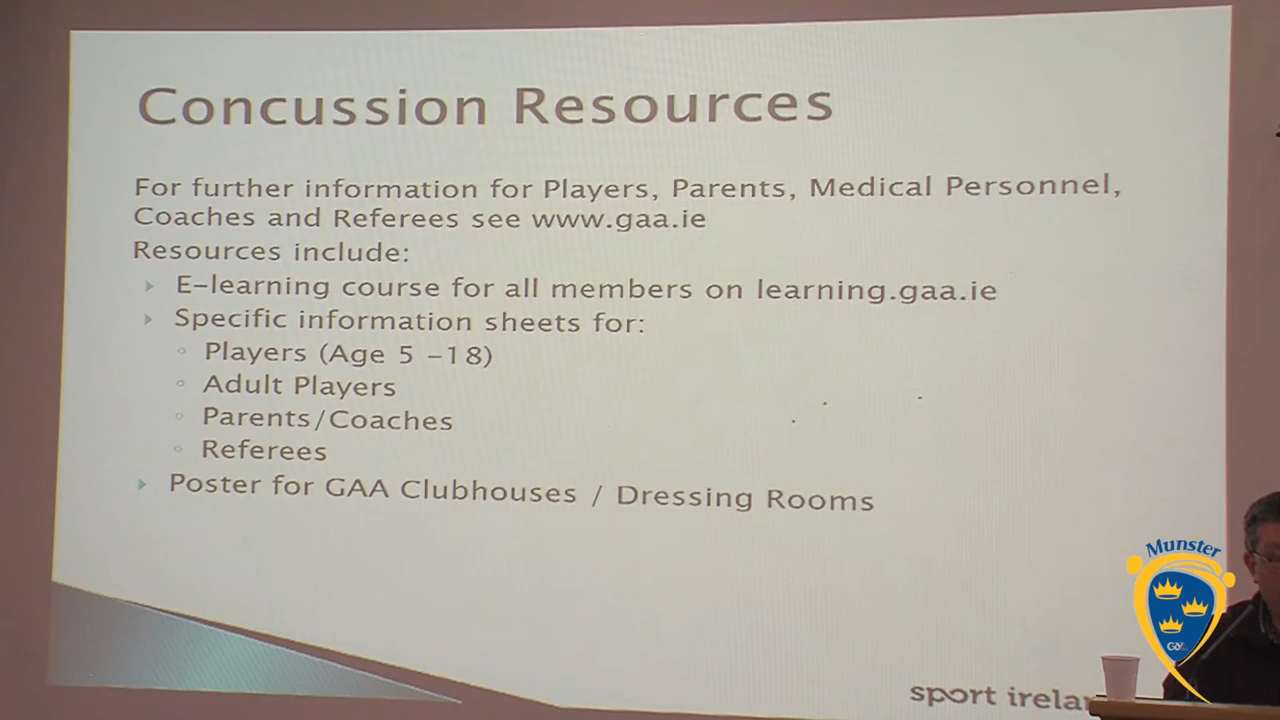 Concussion Resources
For further information for Players, Parents, Medical Personnel,
Coaches and Referees see www.gaa.ie
Resources include:
E-learning course for all members on learning.gaa.ie
Specific information sheets for:
Players (Age 5 -18)
Adult Players
Parents/Coaches
Referees
Poster for GAA Clubhouses / Dressing Rooms
Munster
GAA
sport irela